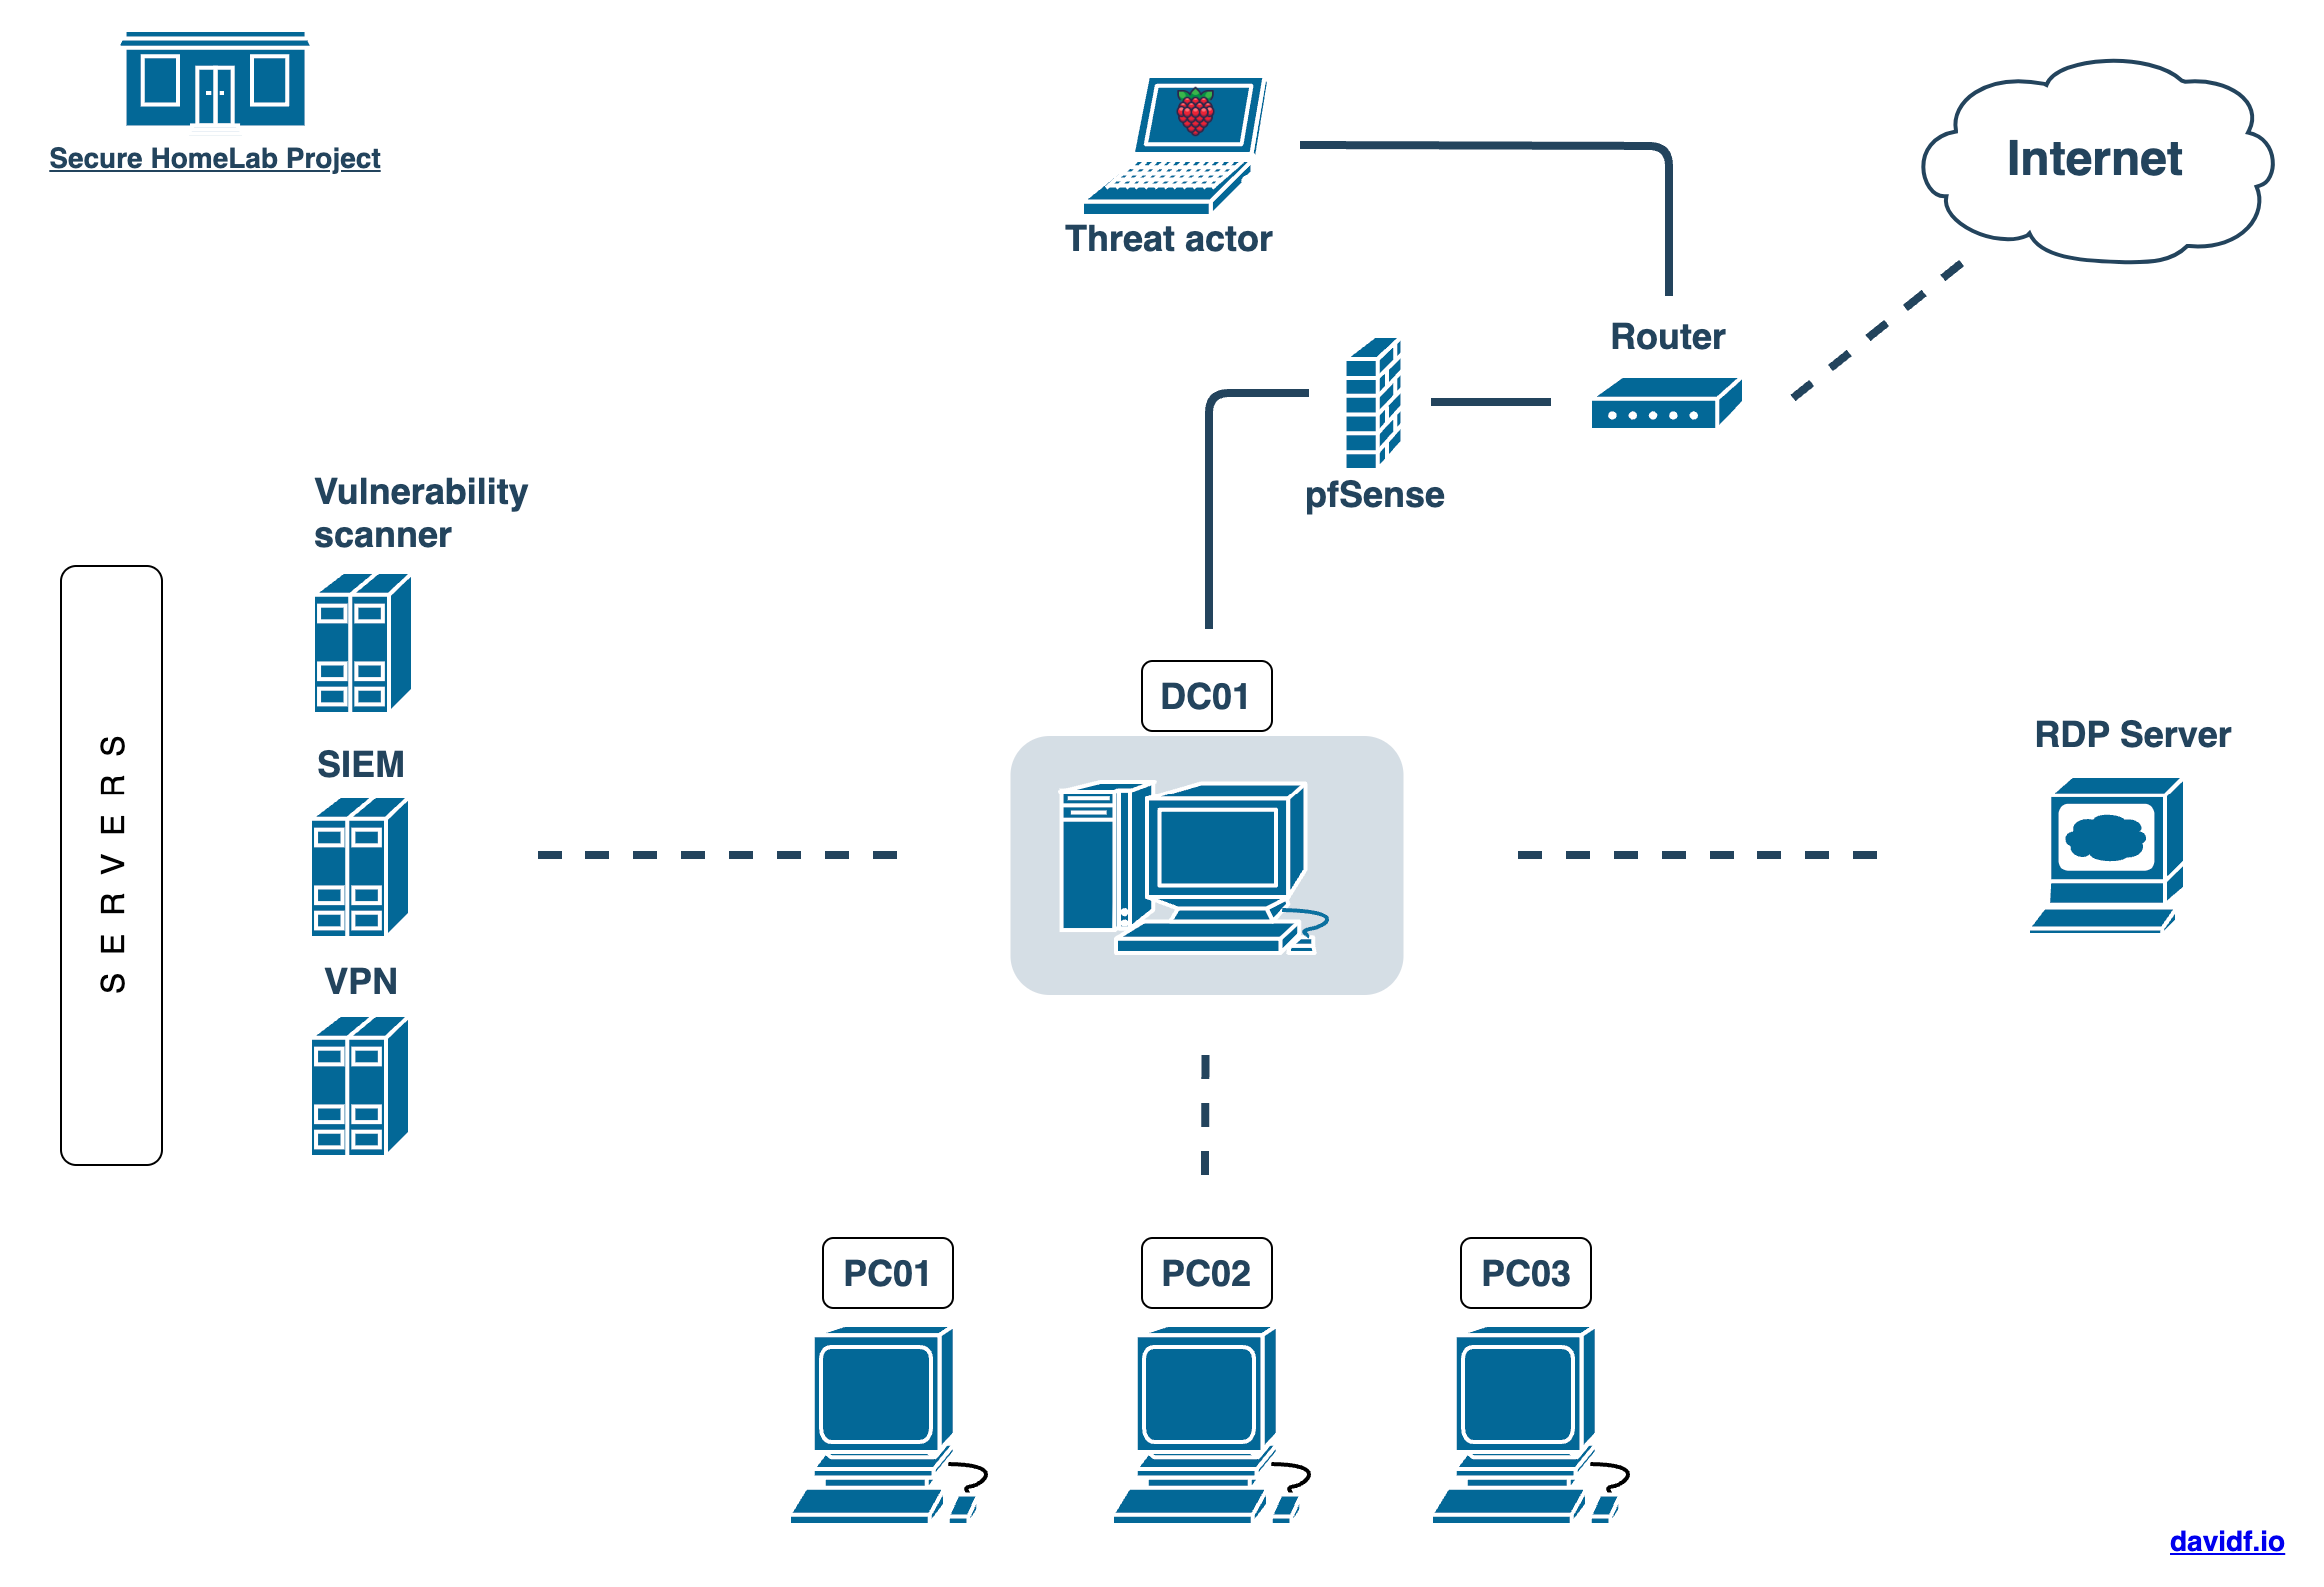 Secure HomeLab Project
Threat actor
Internet
Router
pfSense
Vulnerability
scanner
SERVERS
DC01
RDP Server
SIEM
VPN
PC01
PC02
PC03
davidf.io